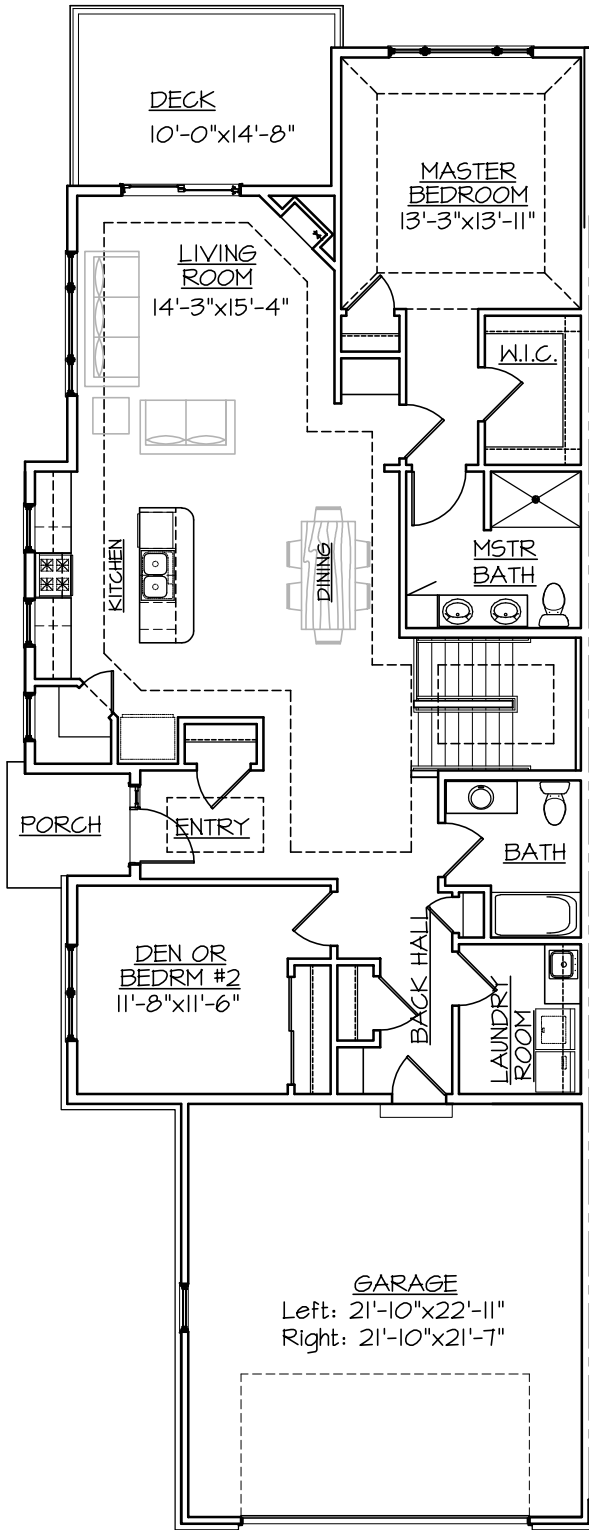 DECK
10'-0"x14'-8"
MASTER
BEDROOM
13'-3"x13'-11"
LIVING
ROOM
14'-3"x15'-4"
W.I.C.
KITCHEN
DINING
MSTR
BATH
PORCH
ENTRY
BATH
DEN OR
BEDRM #2
11'-8"x11'-6"
BACK HALL
LAUNDRY
ROOM
GARAGE
Left: 21'-10"x22'-11"
Right: 21'-10"x21'-7"